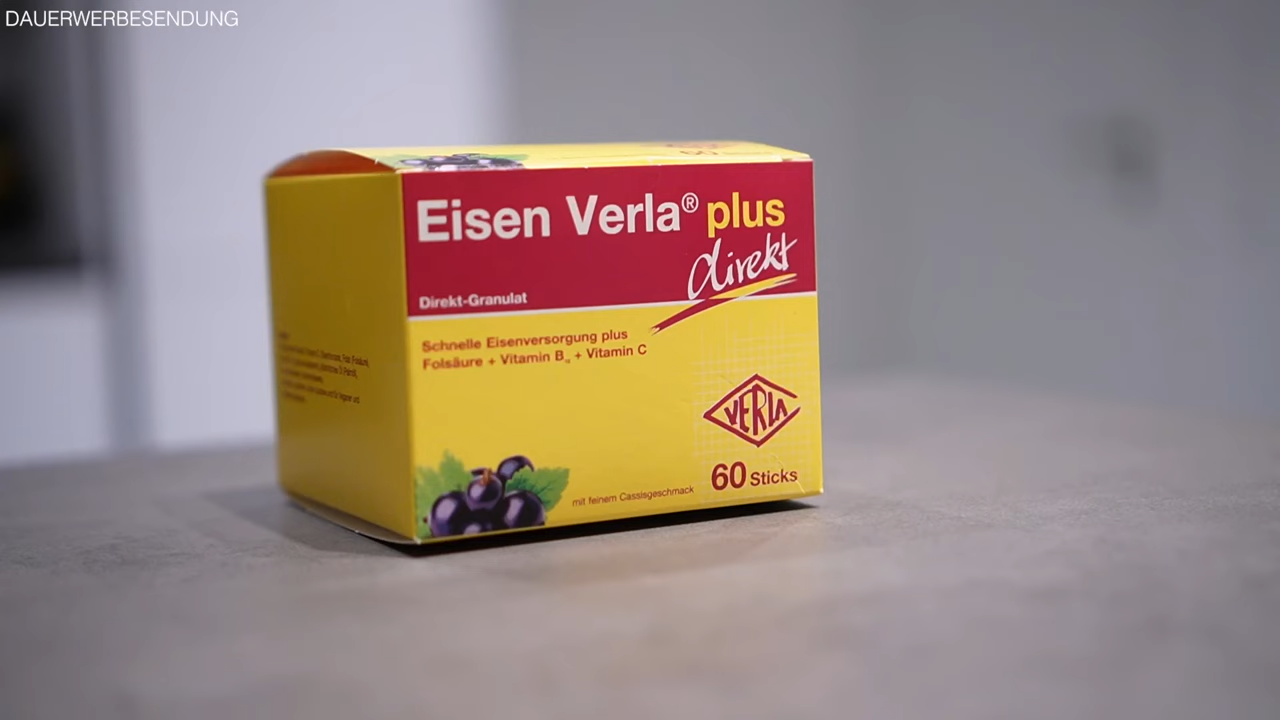 DAUERWERBESENDUNG
Eisen Verla® plus
direkt
Direkt-Granulat
Schnelle Eisenversorgung plus
Folsäure + Vitamin B₁₂ + Vitamin C
VERLA
60 Sticks
mit feinem Cassisgeschmack